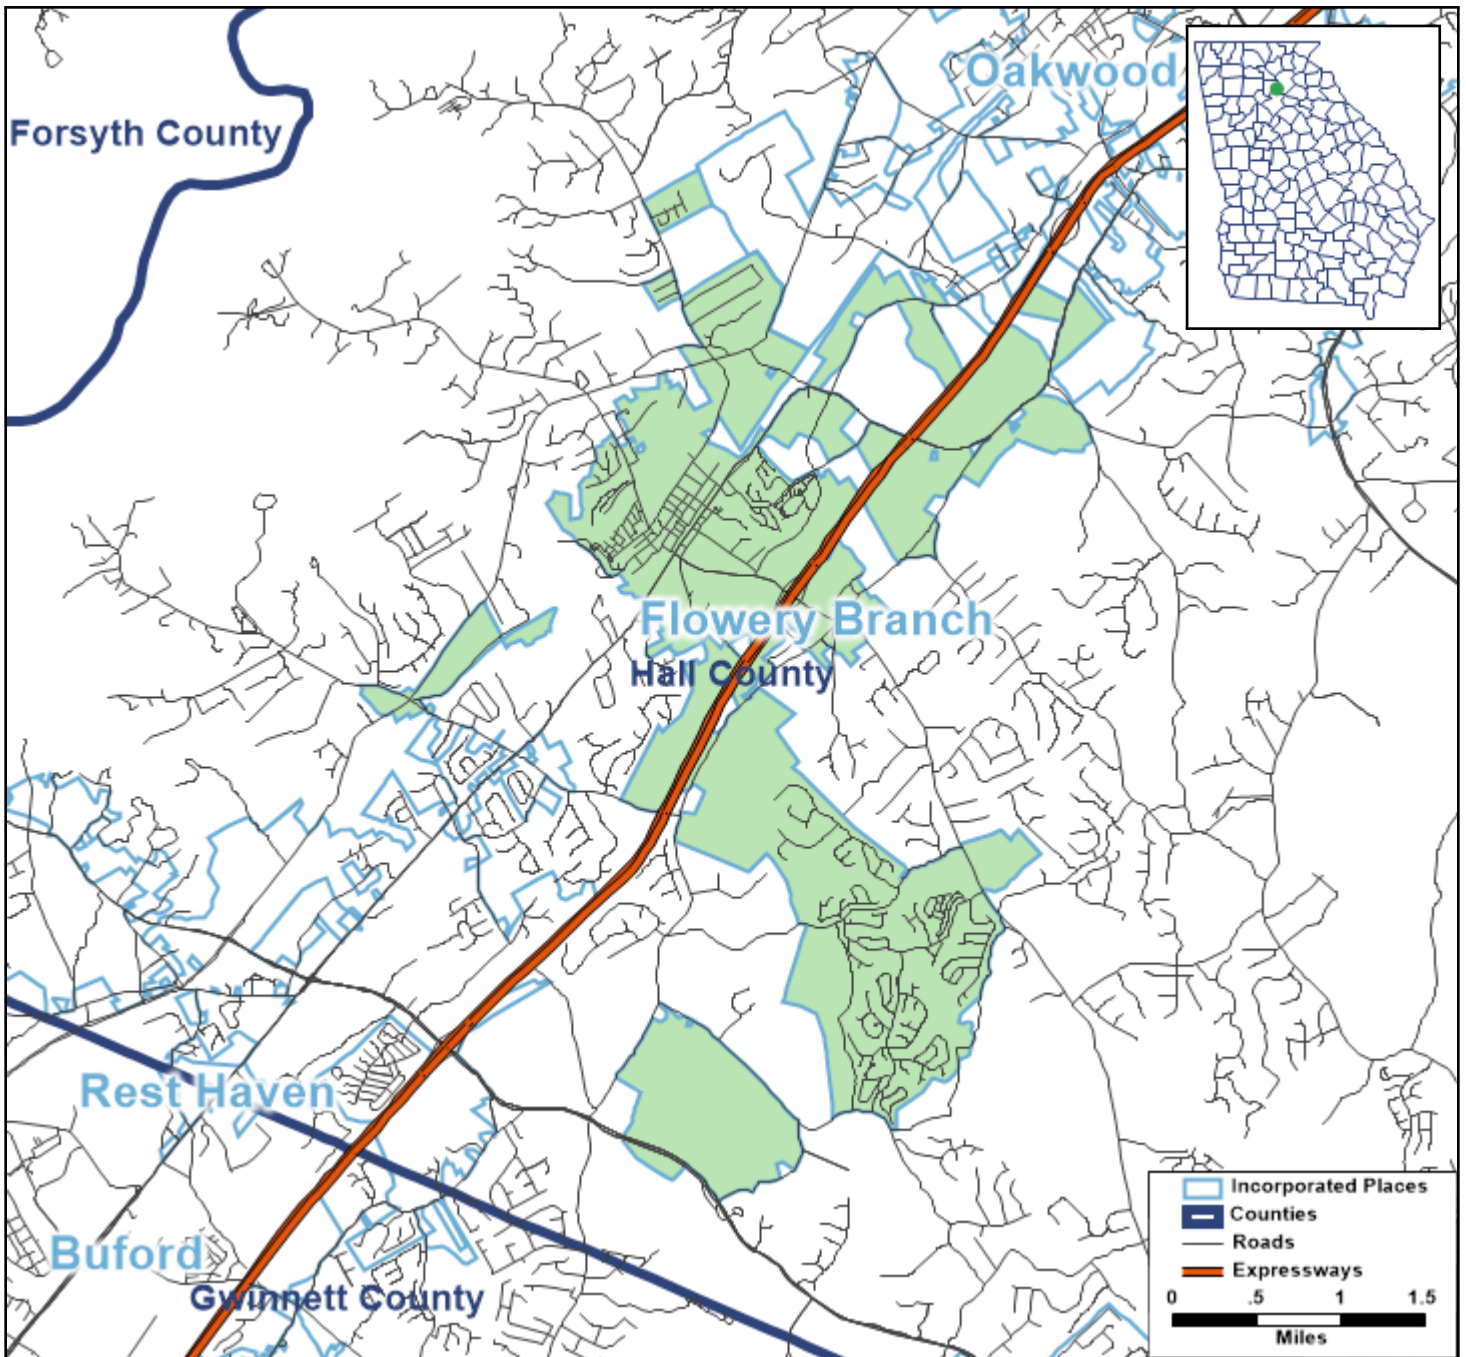 Oakwood
Forsyth County
Flowery Branch
Hall County
Rest Haven
Buford
Gwinnett County
Incorporated Places
Counties
Roads
Expressways
0 .5 1 1.5
Miles